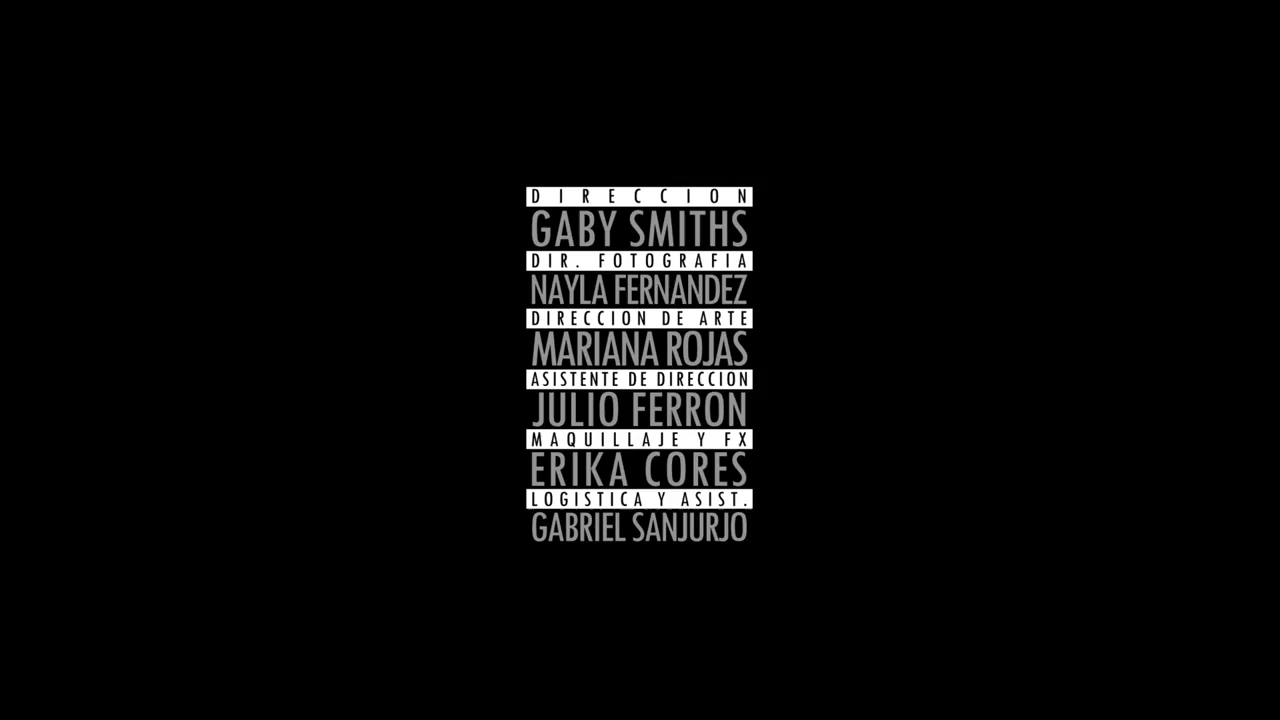 DIRECCION
GABY SMITHS
DIR. FOTOGRAFIA
NAYLA FERNANDEZ
DIRECCION DE ARTE
MARIANA ROJAS
ASISTENTE DE DIRECCION
JULIO FERRON
MAQUILLAJE Y FX
ERIKA CORES
LOGISTICA Y ASIST.
GABRIEL SANJURJO